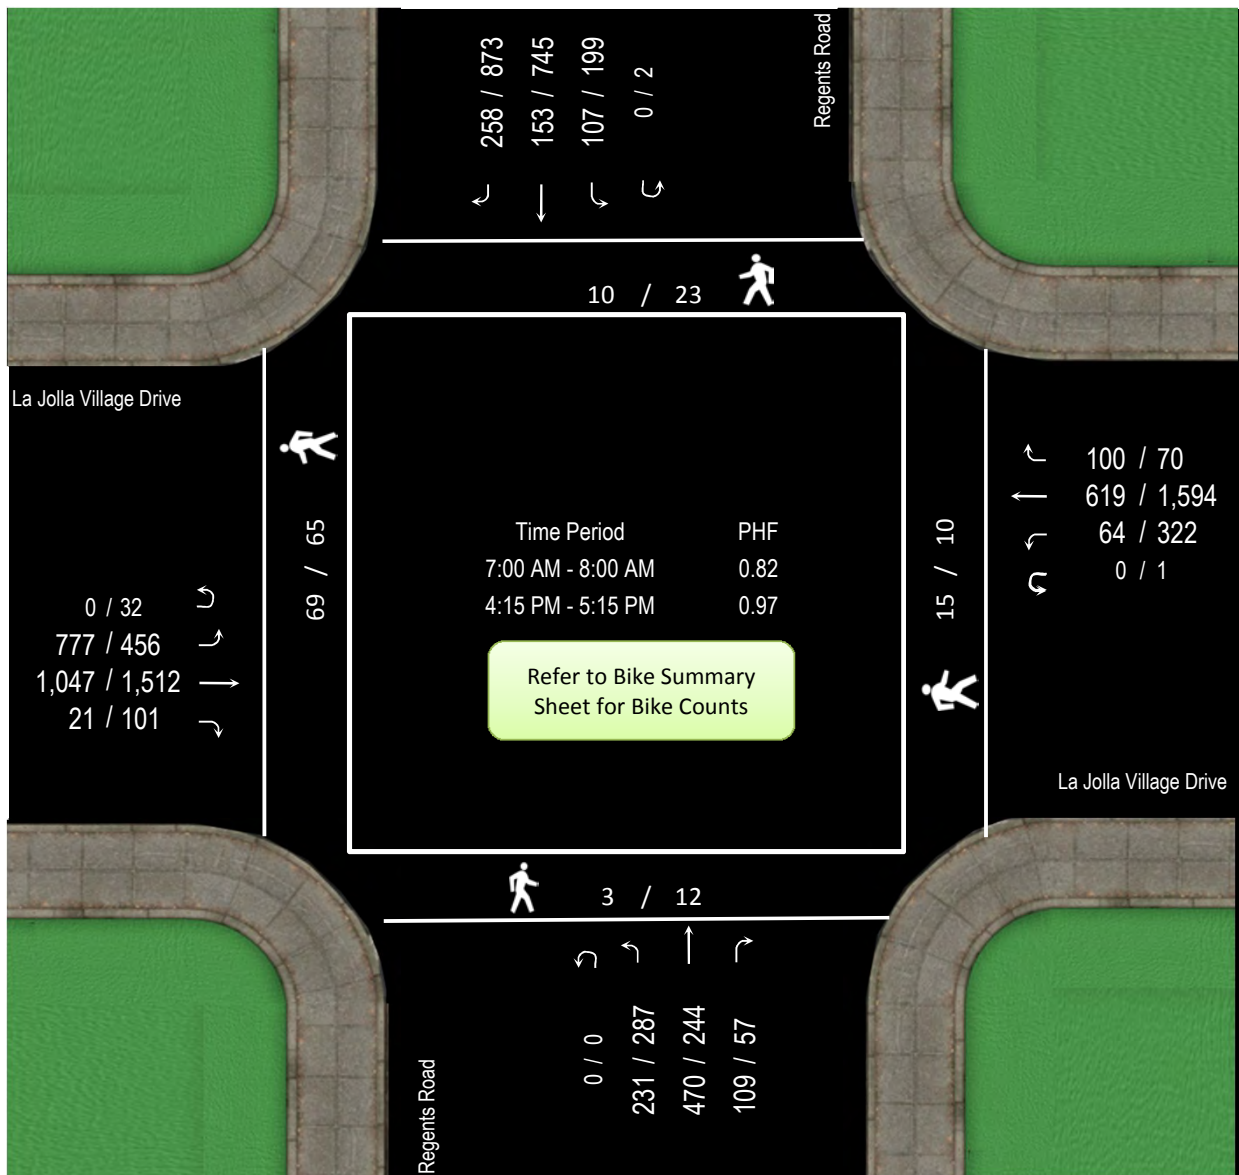 258 / 873
153 / 745
107 / 199
0 / 2
Regents Road
10 / 23
La Jolla Village Drive
69 / 65
0 / 32
777 / 456
1,047 / 1,512
21 / 101
Time Period PHF
7:00 AM - 8:00 AM 0.82
4:15 PM - 5:15 PM 0.97
Refer to Bike Summary
Sheet for Bike Counts
15 / 10
100 / 70
619 / 1,594
64 / 322
0 / 1
La Jolla Village Drive
3 / 12
0 / 0
231 / 287
470 / 244
109 / 57
Regents Road